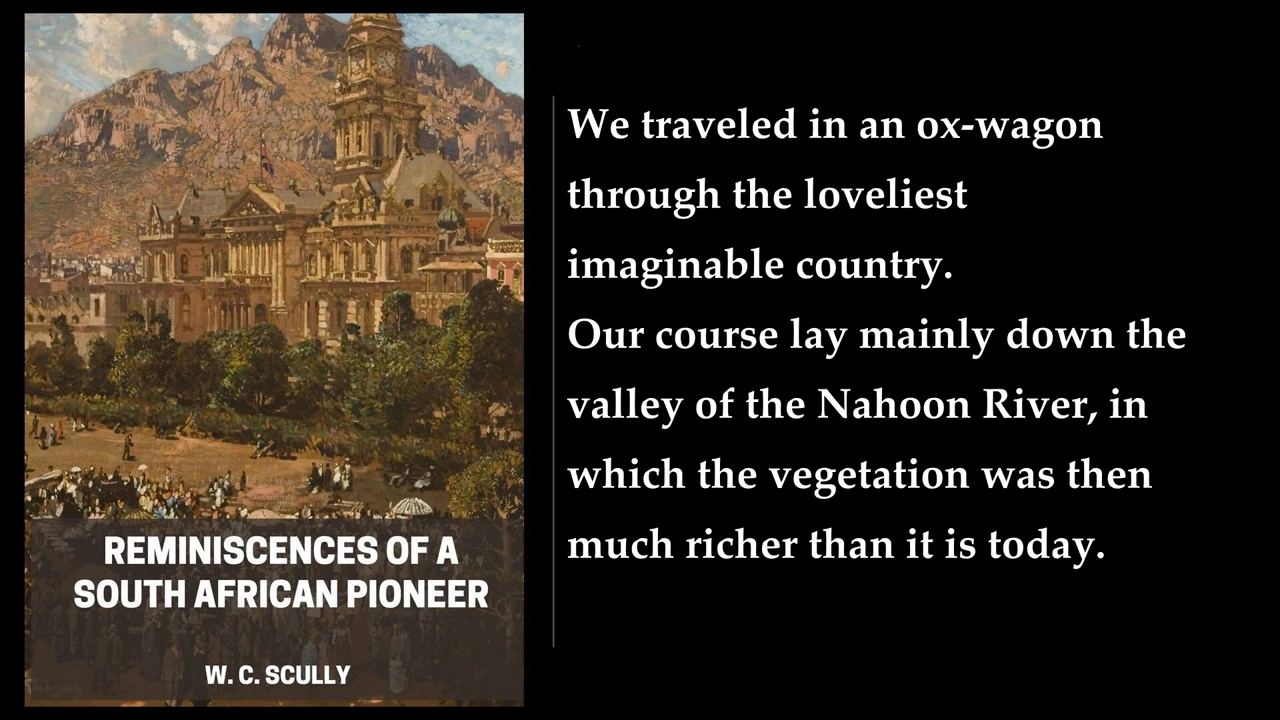 REMINISCENCES OF A
SOUTH AFRICAN PIONEER
W. C. SCULLY
We traveled in an ox-wagon
through the loveliest
imaginable country.
Our course lay mainly down the
valley of the Nahoon River, in
which the vegetation was then
much richer than it is today.